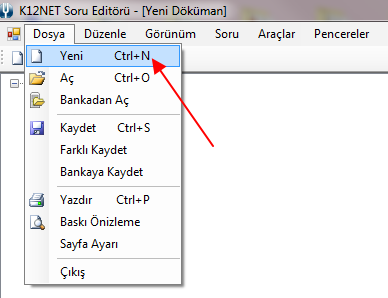 K12NET Soru Editörü - [Yeni Döküman]
Dosya Düzenle Görünüm Soru Araçlar Pencereler
Yeni Ctrl+N
Aç Ctrl+O
Bankadan Aç
Kaydet Ctrl+S
Farklı Kaydet
Bankaya Kaydet
Yazdır Ctrl+P
Baskı Önizleme
Sayfa Ayarı
Çıkış